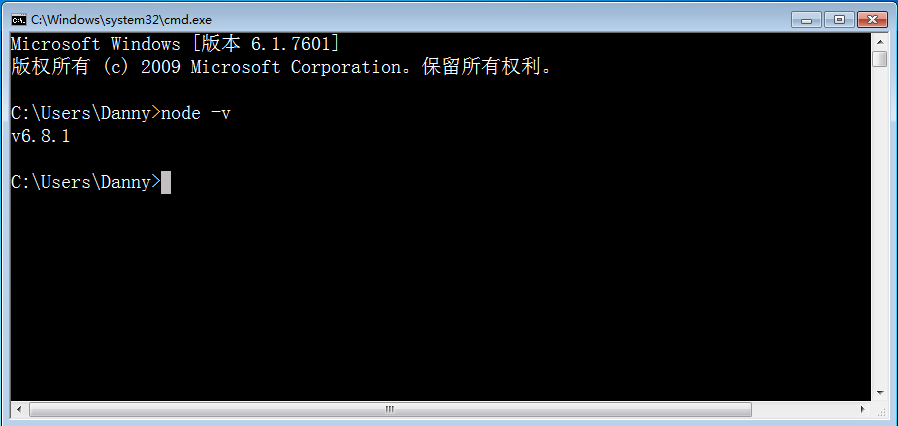 C:\Windows\system32\cmd.exe
Microsoft Windows [版本 6.1.7601]
版权所有 (c) 2009 Microsoft Corporation。保留所有权利。
C:\Users\Danny>node -v
v6.8.1
C:\Users\Danny>